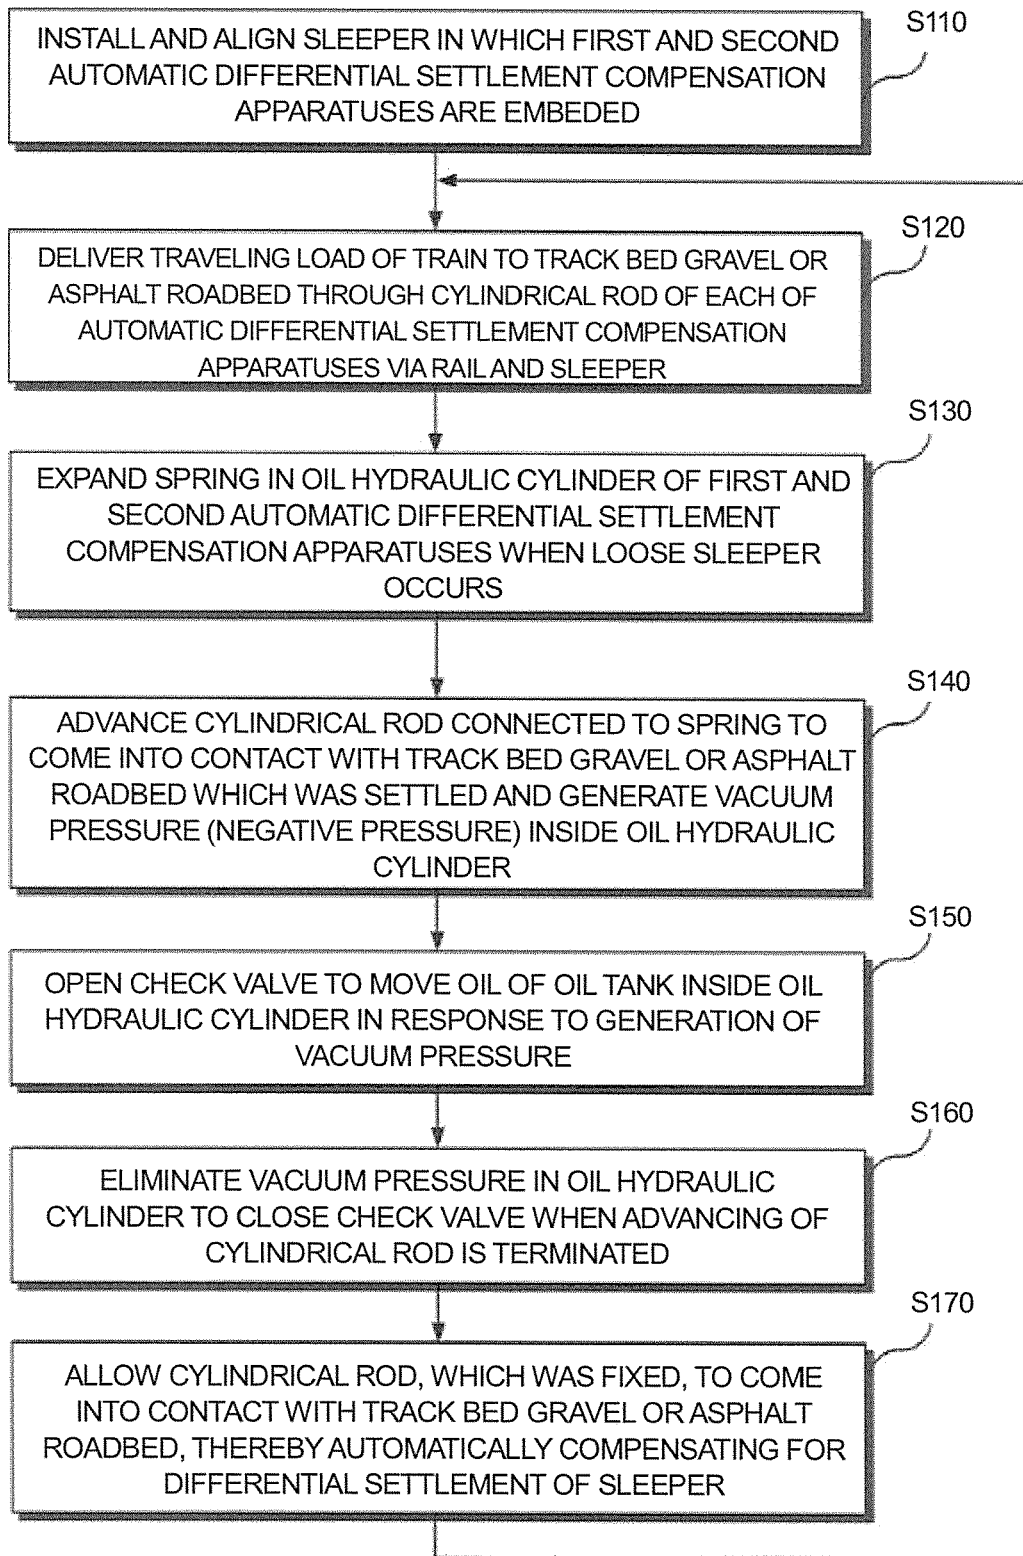 S110
INSTALL AND ALIGN SLEEPER IN WHICH FIRST AND SECOND
AUTOMATIC DIFFERENTIAL SETTLEMENT COMPENSATION
APPARATUSES ARE EMBEDED
S120
DELIVER TRAVELING LOAD OF TRAIN TO TRACK BED GRAVEL OR
ASPHALT ROADBED THROUGH CYLINDRICAL ROD OF EACH OF
AUTOMATIC DIFFERENTIAL SETTLEMENT COMPENSATION
APPARATUSES VIA RAIL AND SLEEPER
S130
EXPAND SPRING IN OIL HYDRAULIC CYLINDER OF FIRST AND
SECOND AUTOMATIC DIFFERENTIAL SETTLEMENT
COMPENSATION APPARATUSES WHEN LOOSE SLEEPER
OCCURS
S140
ADVANCE CYLINDRICAL ROD CONNECTED TO SPRING TO
COME INTO CONTACT WITH TRACK BED GRAVEL OR ASPHALT
ROADBED WHICH WAS SETTLED AND GENERATE VACUUM
PRESSURE (NEGATIVE PRESSURE) INSIDE OIL HYDRAULIC
CYLINDER
S150
OPEN CHECK VALVE TO MOVE OIL OF OIL TANK INSIDE OIL
HYDRAULIC CYLINDER IN RESPONSE TO GENERATION OF
VACUUM PRESSURE
S160
ELIMINATE VACUUM PRESSURE IN OIL HYDRAULIC
CYLINDER TO CLOSE CHECK VALVE WHEN ADVANCING OF
CYLINDRICAL ROD IS TERMINATED
S170
ALLOW CYLINDRICAL ROD, WHICH WAS FIXED, TO COME
INTO CONTACT WITH TRACK BED GRAVEL OR ASPHALT
ROADBED, THEREBY AUTOMATICALLY COMPENSATING FOR
DIFFERENTIAL SETTLEMENT OF SLEEPER